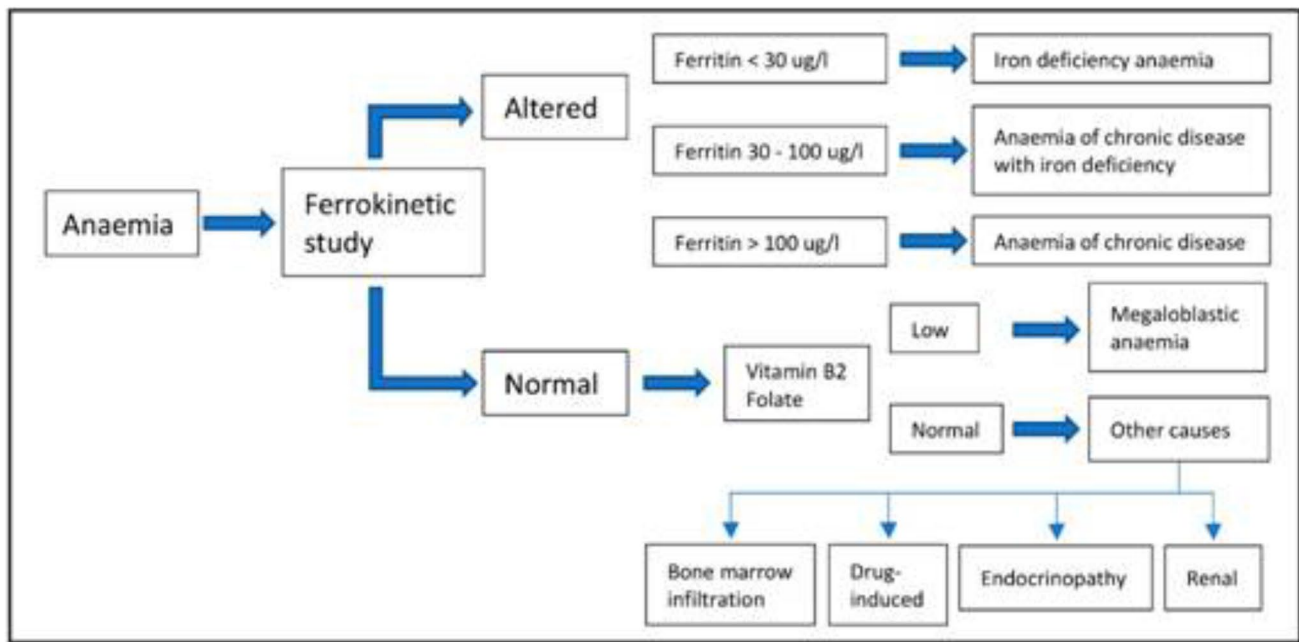 Ferritin < 30 ug/l
Iron deficiency anaemia
Altered
Ferritin 30 - 100 ug/l
Anaemia of chronic disease
with iron deficiency
Anaemia
Ferrokinetic
study
Ferritin > 100 ug/l
Anaemia of chronic disease
Low
Megaloblastic
anaemia
Normal
Vitamin B2
Folate
Normal
Other causes
Bone marrow
infiltration
Drug-
induced
Endocrinopathy
Renal